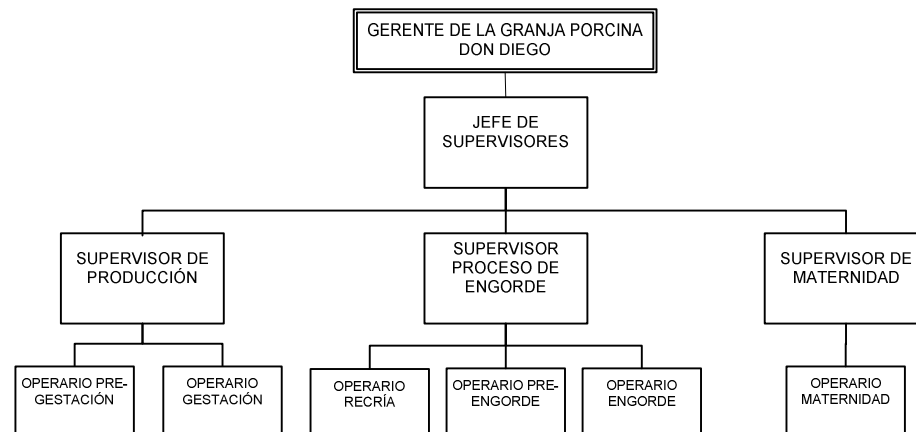 GERENTE DE LA GRANJA PORCINA
DON DIEGO
JEFE DE
SUPERVISORES
SUPERVISOR DE
PRODUCCIÓN
SUPERVISOR
PROCESO DE
ENGORDE
SUPERVISOR DE
MATERNIDAD
OPERARIO PRE-
GESTACIÓN
OPERARIO
GESTACIÓN
OPERARIO
RECRÍA
OPERARIO PRE-
ENGORDE
OPERARIO
ENGORDE
OPERARIO
MATERNIDAD